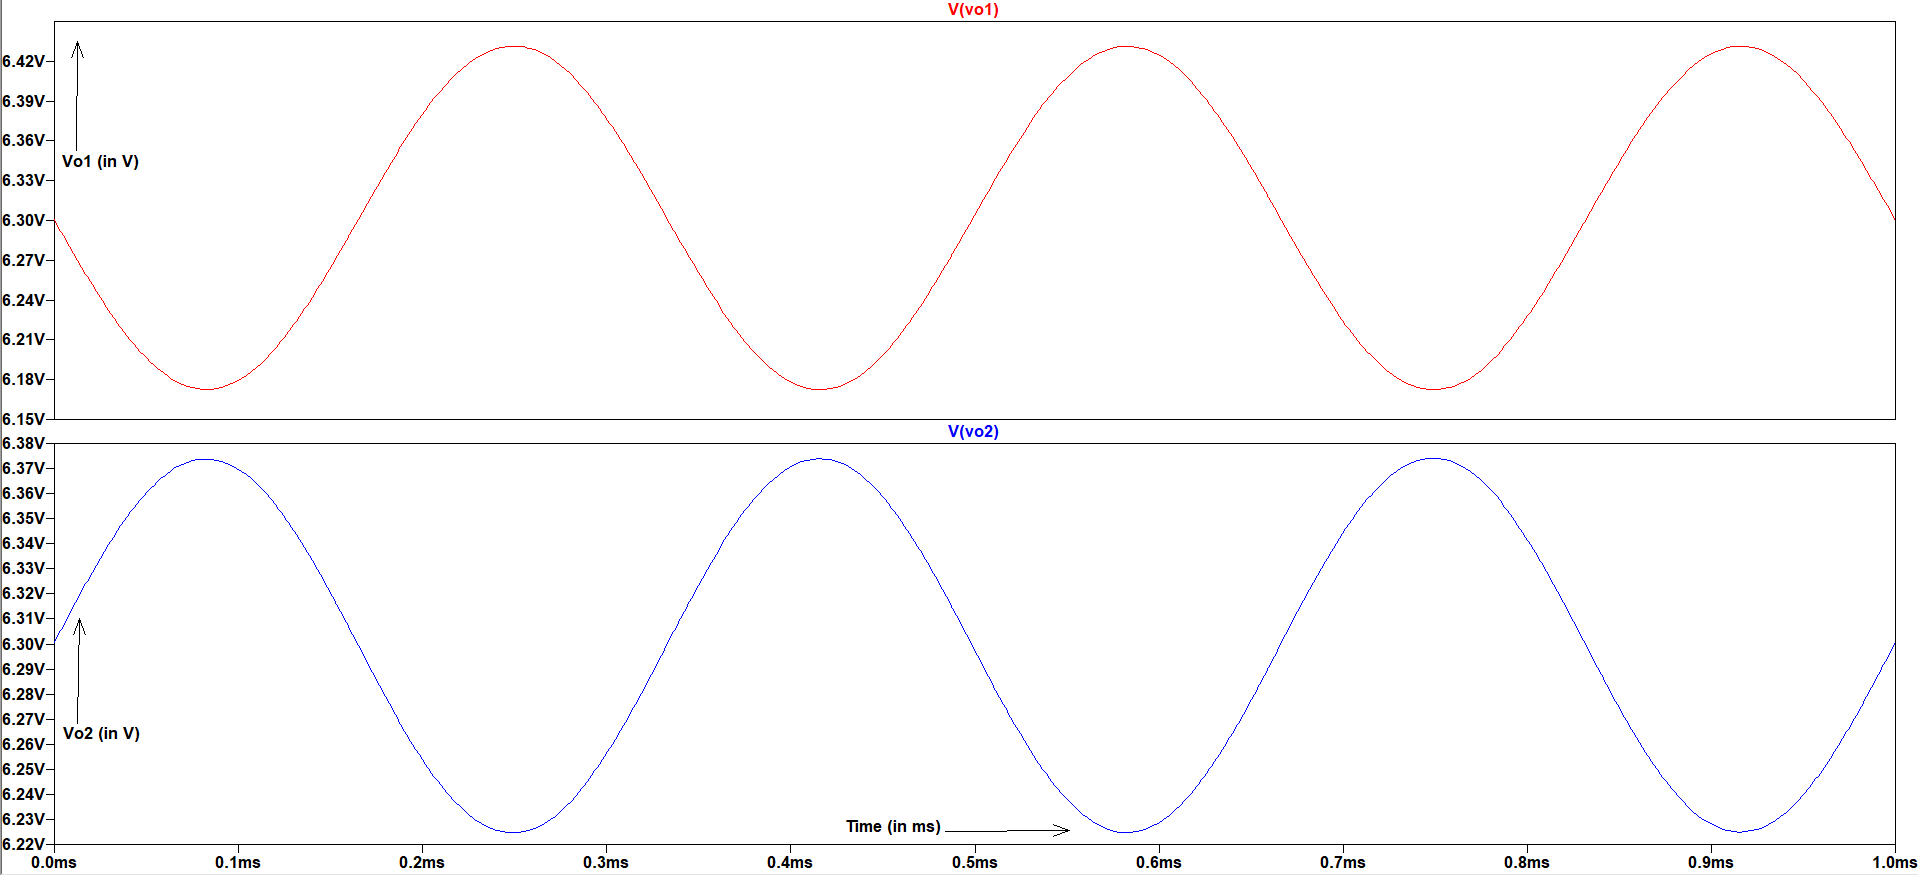 V(vo1)
6.42V
6.39V
6.36V
Vo1 (in V)
6.33V
6.30V
6.27V
6.24V
6.21V
6.18V
6.15V
V(vo2)
6.38V
6.37V
6.36V
6.35V
6.34V
6.33V
6.32V
6.31V
6.30V
6.29V
6.28V
6.27V
Vo2 (in V)
6.26V
6.25V
6.24V
6.23V
Time (in ms)
6.22V
0.0ms 0.1ms 0.2ms 0.3ms 0.4ms 0.5ms 0.6ms 0.7ms 0.8ms 0.9ms 1.0ms